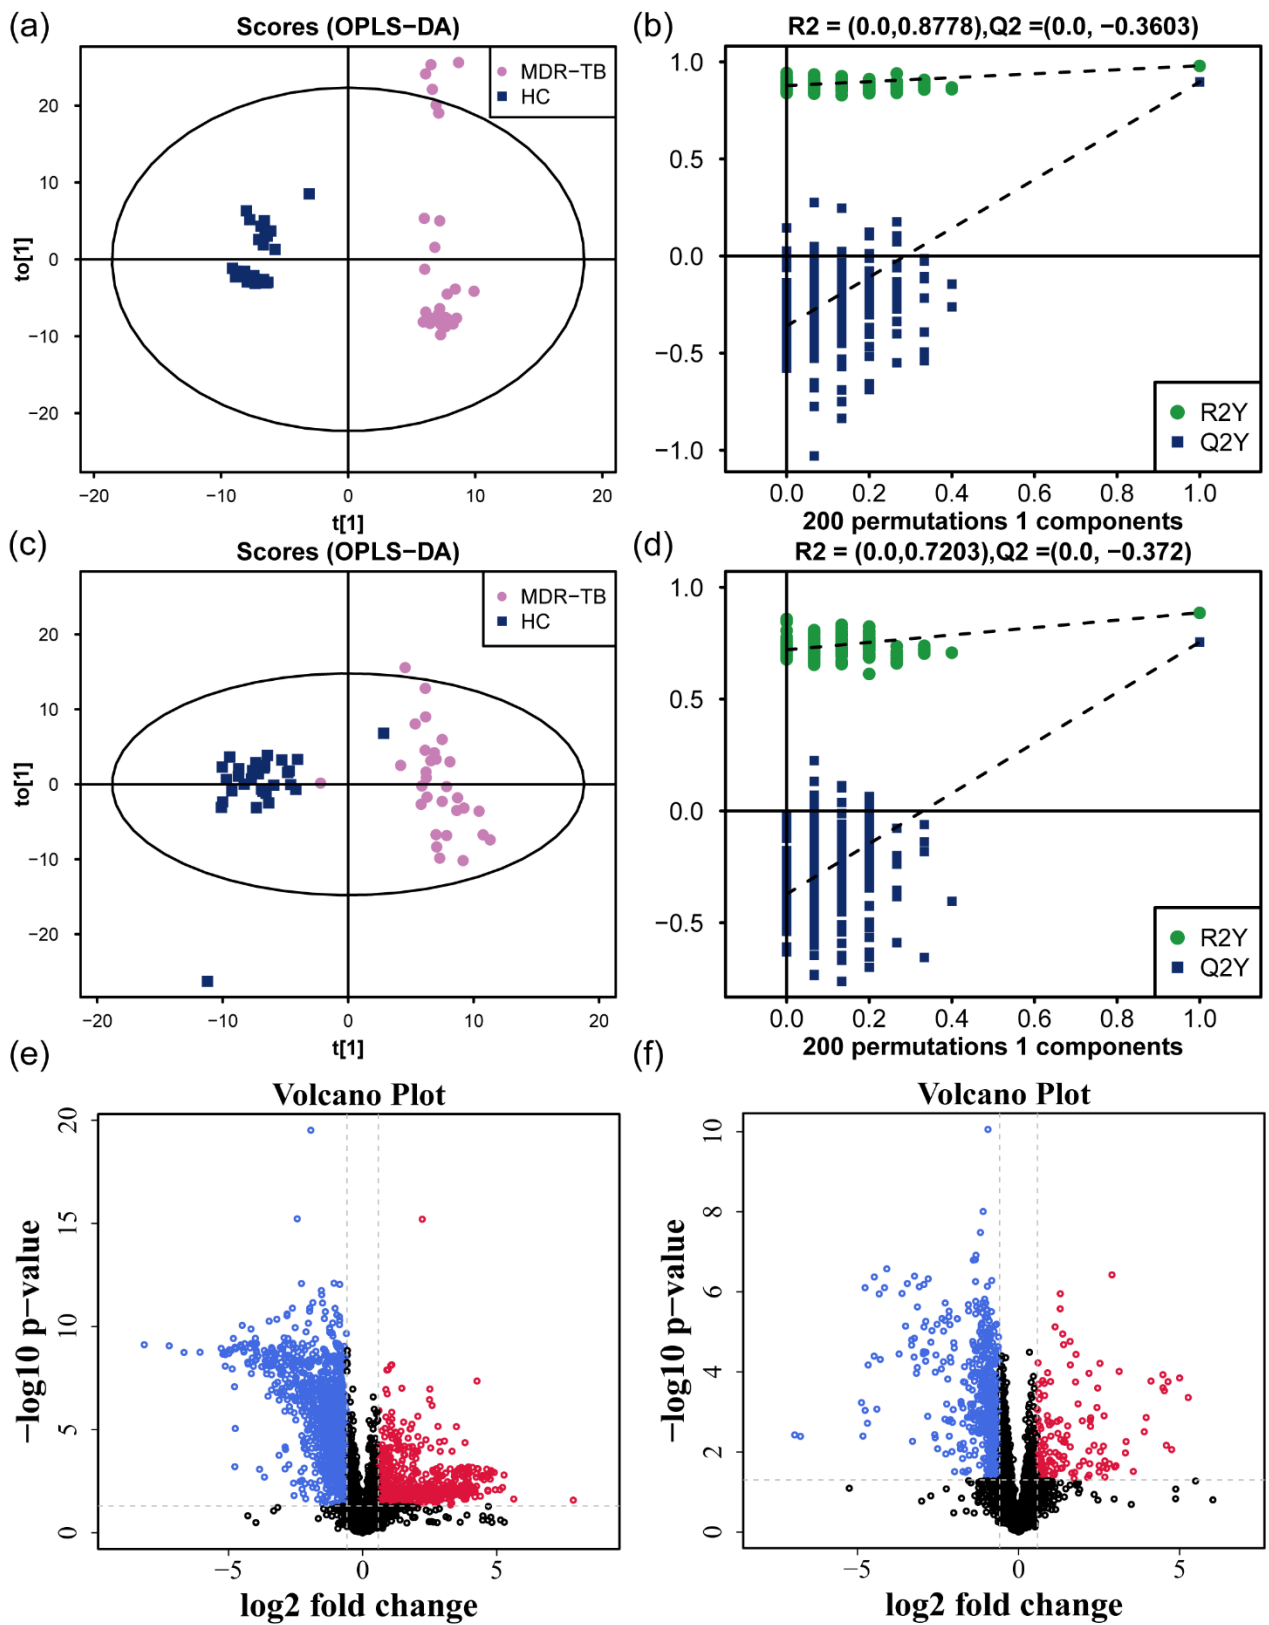 (a)
Scores (OPLS−DA)
MDR−TB
HC
to[1]
20
10
0
−10
−20
−20
−10
0
10
20
t[1]
(b)
R2 = (0.0,0.8778),Q2 =(0.0, −0.3603)
1.0
0.5
0.0
−0.5
−1.0
R2Y
Q2Y
0.0
0.2
0.4
0.6
0.8
1.0
200 permutations 1 components
(c)
Scores (OPLS−DA)
MDR−TB
HC
to[1]
20
10
0
−10
−20
−20
−10
0
10
20
t[1]
(d)
R2 = (0.0,0.7203),Q2 =(0.0, −0.372)
1.0
0.5
0.0
−0.5
R2Y
Q2Y
0.0
0.2
0.4
0.6
0.8
1.0
200 permutations 1 components
(e)
Volcano Plot
−log10 p−value
20
15
10
5
0
−5
0
5
log2 fold change
(f)
Volcano Plot
−log10 p−value
10
8
6
4
2
0
−5
0
5
log2 fold change